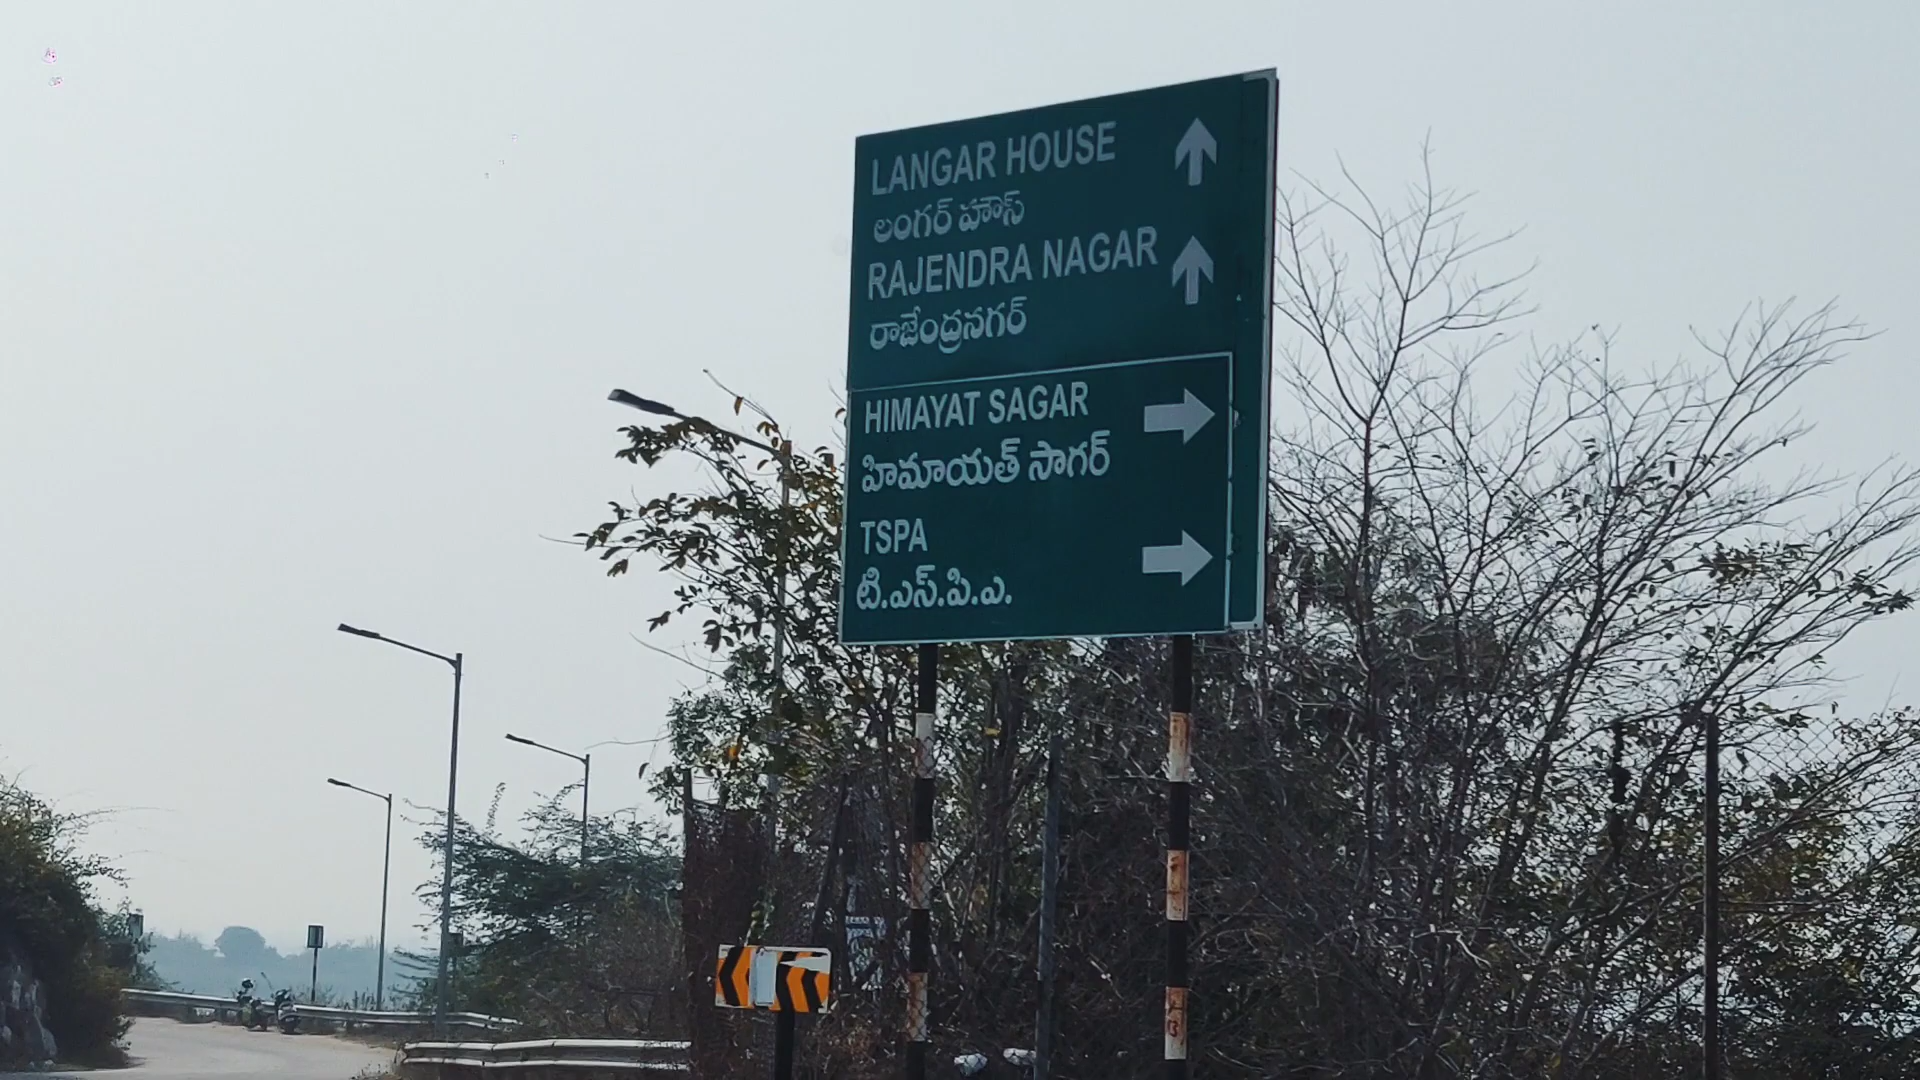 LANGAR HOUSE
లంగర్ హౌస్
RAJENDRA NAGAR
రాజేంద్రనగర్
HIMAYAT SAGAR
హిమాయత్ సాగర్
TSPA
టి.ఎస్.పి.ఎ.